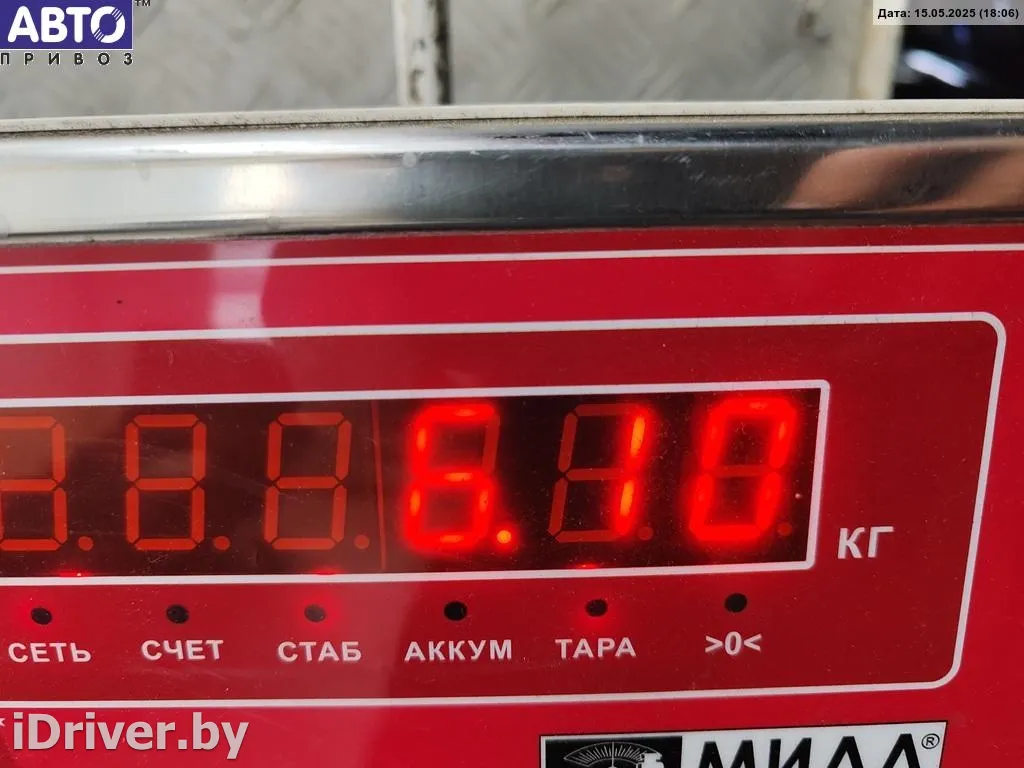 АВТО™
ПРИВОЗ
Дата: 15.05.2025 (18:06)
6.10
КГ
СЕТЬ СЧЕТ СТАБ АККУМ ТАРА >0<
iDriver.by
МИДЛ®